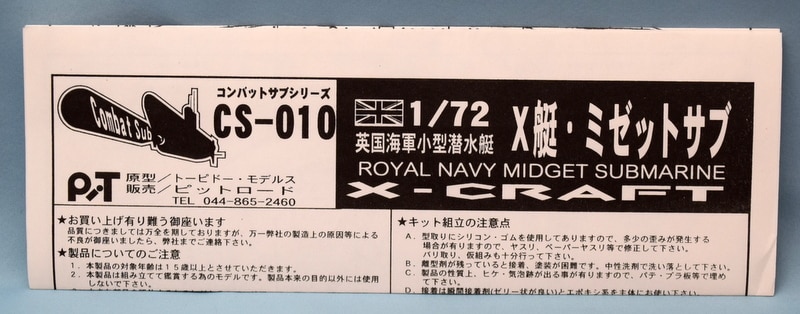 Combat Sub
コンバットサブシリーズ
CS-010
PiT
原型／トーピドー・モデルス
販売／ピットロード
TEL 044-865-2460
1/72 X艇・ミゼットサブ
英国海軍小型潜水艇
ROYAL NAVY MIDGET SUBMARINE
X-CRAFT
★お買い上げ有り難う御座います
品質につきましては万全を期しておりますが、万一弊社の製造上の原因等による
不良が御座いましたら、弊社までご連絡下さい。
★製品についてのご注意
1．本製品の対象年齢は15歳以上とさせていただきます。
2．本製品は組み立てて鑑賞する為のモデルです。製品本来の目的以外には使用
しないで下さい。
★キット組立の注意点
A．型取りにシリコン・ゴムを使用してありますので、多少の歪みが発生する
場合が有りますので、ヤスリ、ペーパーヤスリ等で修正して下さい。
バリ取り、仮組みも十分行って下さい。
B．離型剤が残っていると接着、塗装が困難です。中性洗剤で洗い落として下さい。
C．製品の性質上、ヒケ・気泡跡が出る事が有りますので、パテ・プラ板等で埋め
て下さい。
D．接着は瞬間接着剤(ゼリー状が良い)とエポキシ系を主体にお使い下さい。